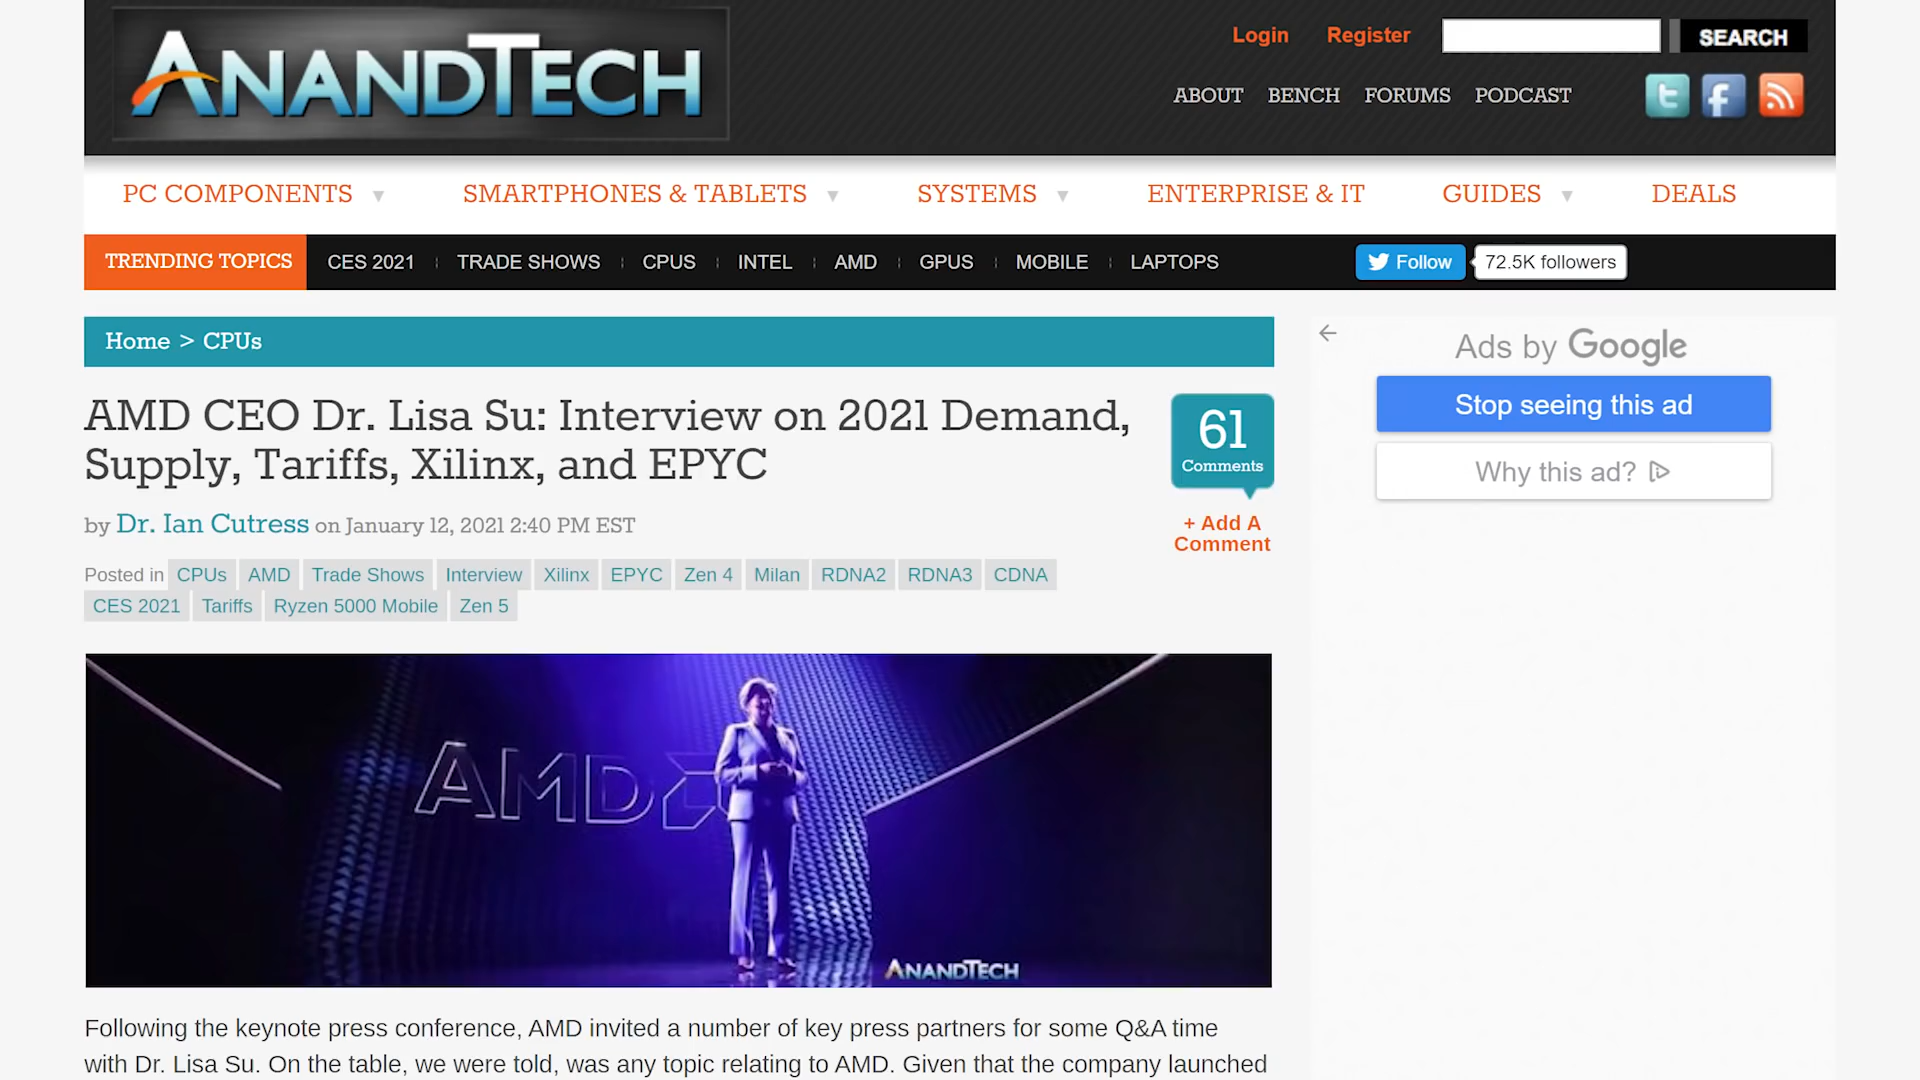 ANANDTECH
Login Register SEARCH
ABOUT BENCH FORUMS PODCAST
PC COMPONENTS SMARTPHONES & TABLETS SYSTEMS ENTERPRISE & IT GUIDES DEALS
TRENDING TOPICS CES 2021 TRADE SHOWS CPUS INTEL AMD GPUS MOBILE LAPTOPS Follow 72.5K followers
Home > CPUs
AMD CEO Dr. Lisa Su: Interview on 2021 Demand,
Supply, Tariffs, Xilinx, and EPYC
by Dr. Ian Cutress on January 12, 2021 2:40 PM EST
61
Comments
+ Add A
Comment
Posted in CPUs AMD Trade Shows Interview Xilinx EPYC Zen 4 Milan RDNA2 RDNA3 CDNA
CES 2021 Tariffs Ryzen 5000 Mobile Zen 5
AMD
ANANDTECH
Following the keynote press conference, AMD invited a number of key press partners for some Q&A time
with Dr. Lisa Su. On the table, we were told, was any topic relating to AMD. Given that the company launched
Ads by Google
Stop seeing this ad
Why this ad?